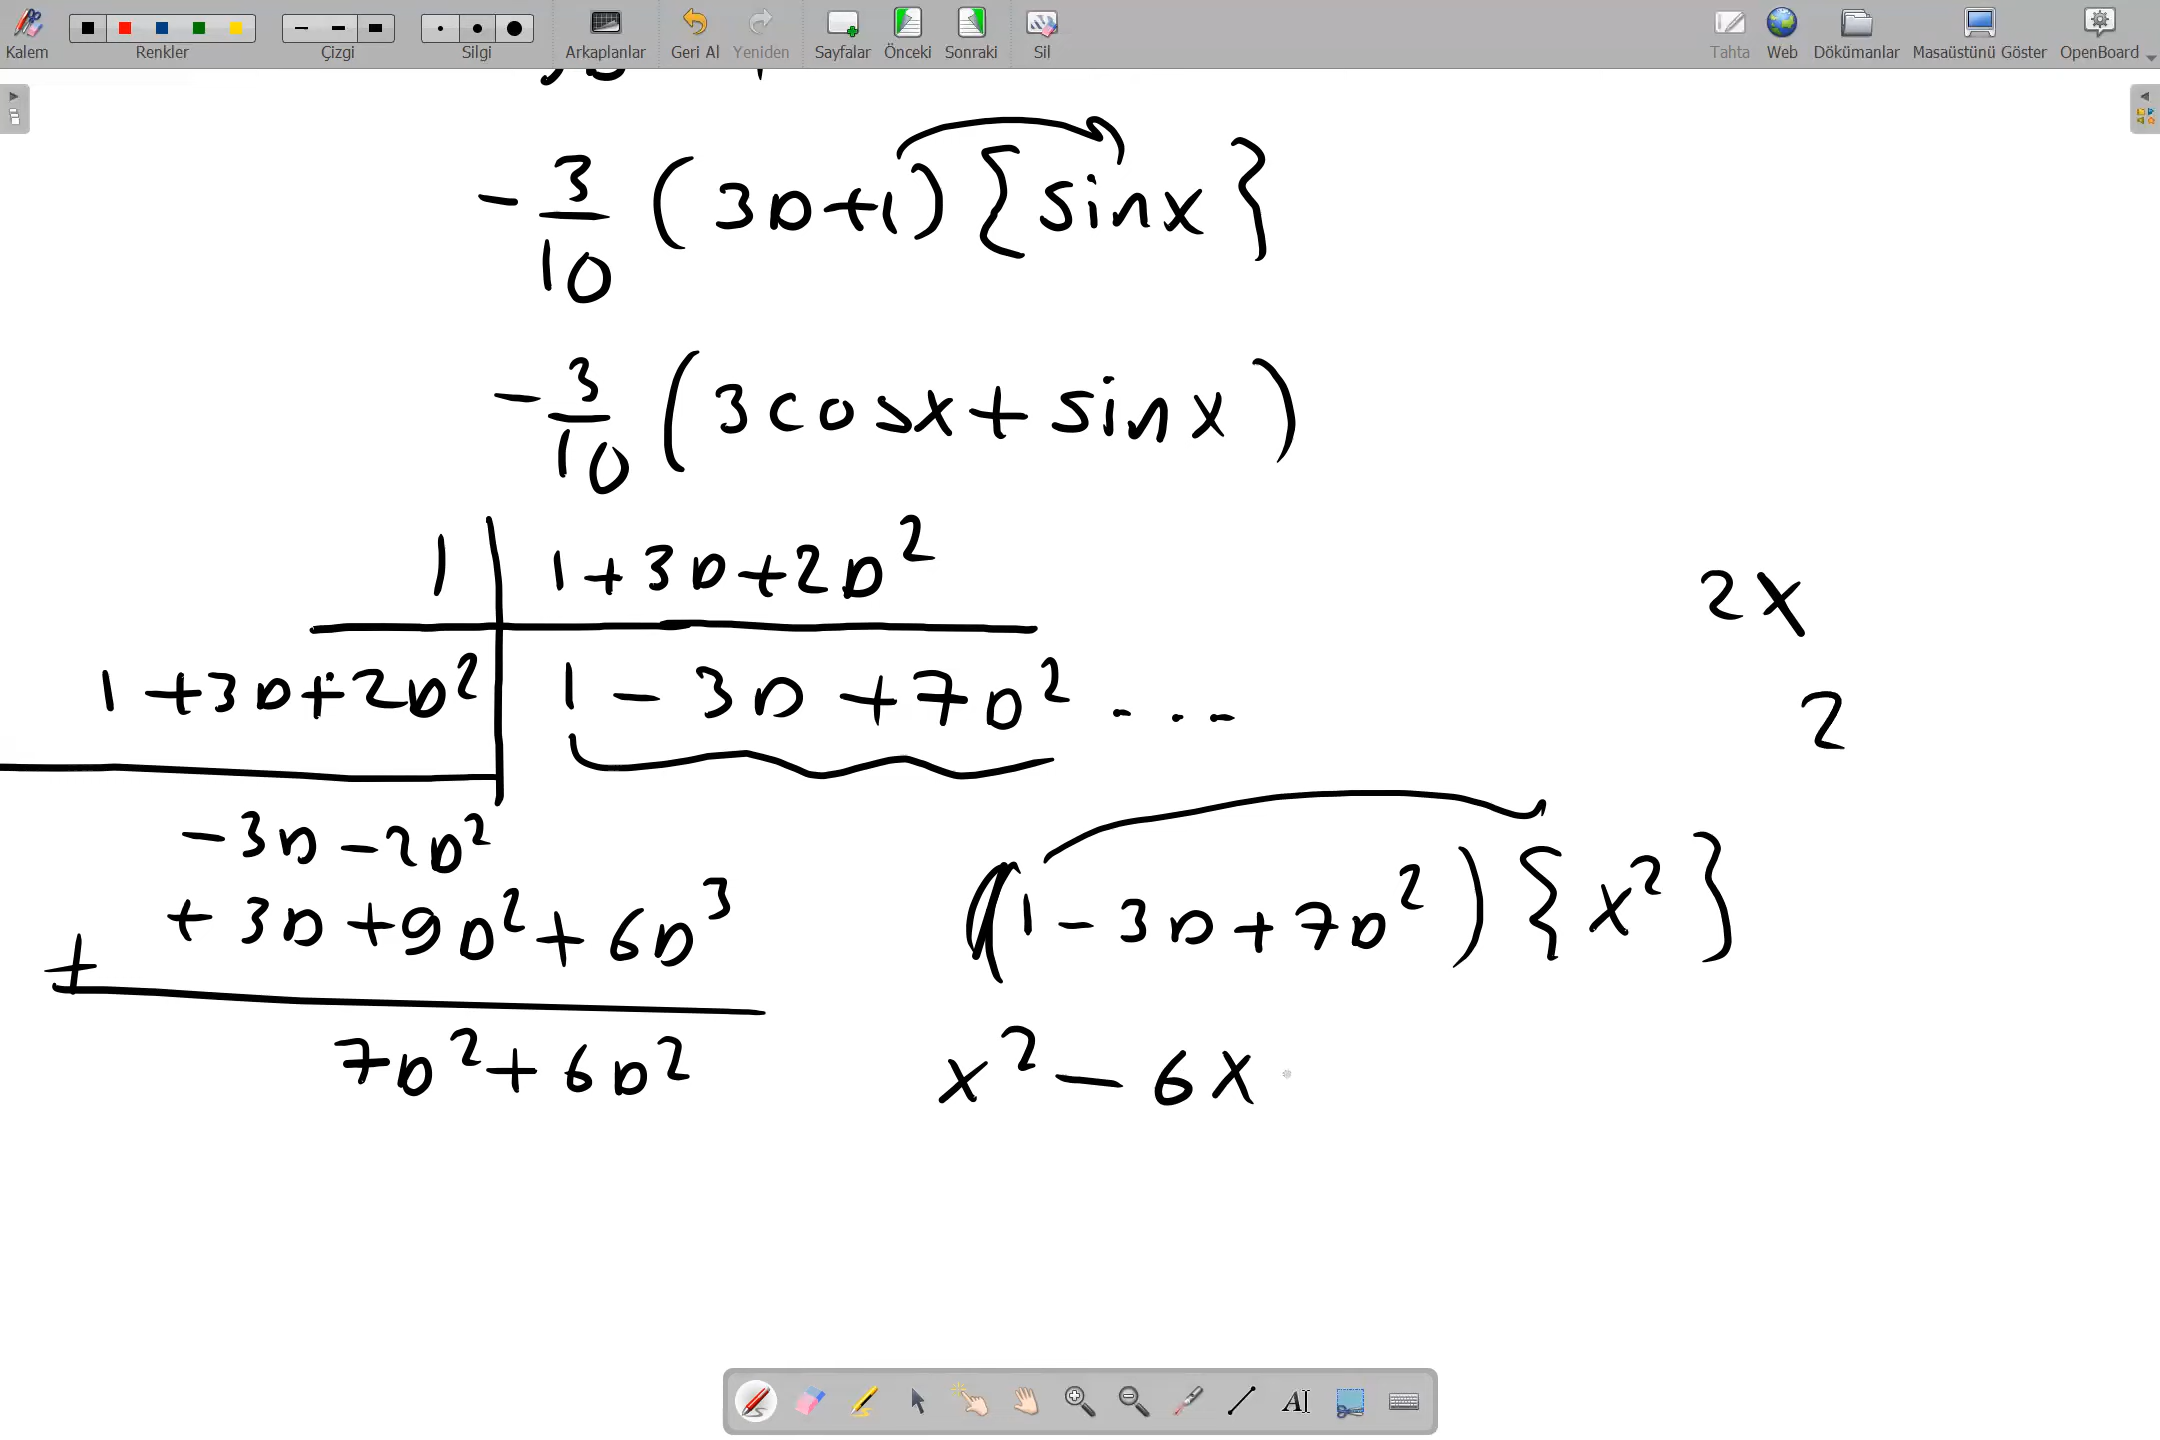 Kalem Renkler Çizgi Silgi Arkaplanlar Geri Al Yeniden Sayfalar Önceki Sonraki Sil Tahta Web Dökümanlar Masaüstünü Göster OpenBoard
-3/10 (3D+1){sinx}
-3/10 (3cosx+sinx)
1 | 1+3D+2D²
1+3D+2D² | 1-3D+7D² ...
-3D-2D²
+3D+9D²+6D³
+
7D²+6D²
2x
2
(1-3D+7D²){x²}
x²-6x